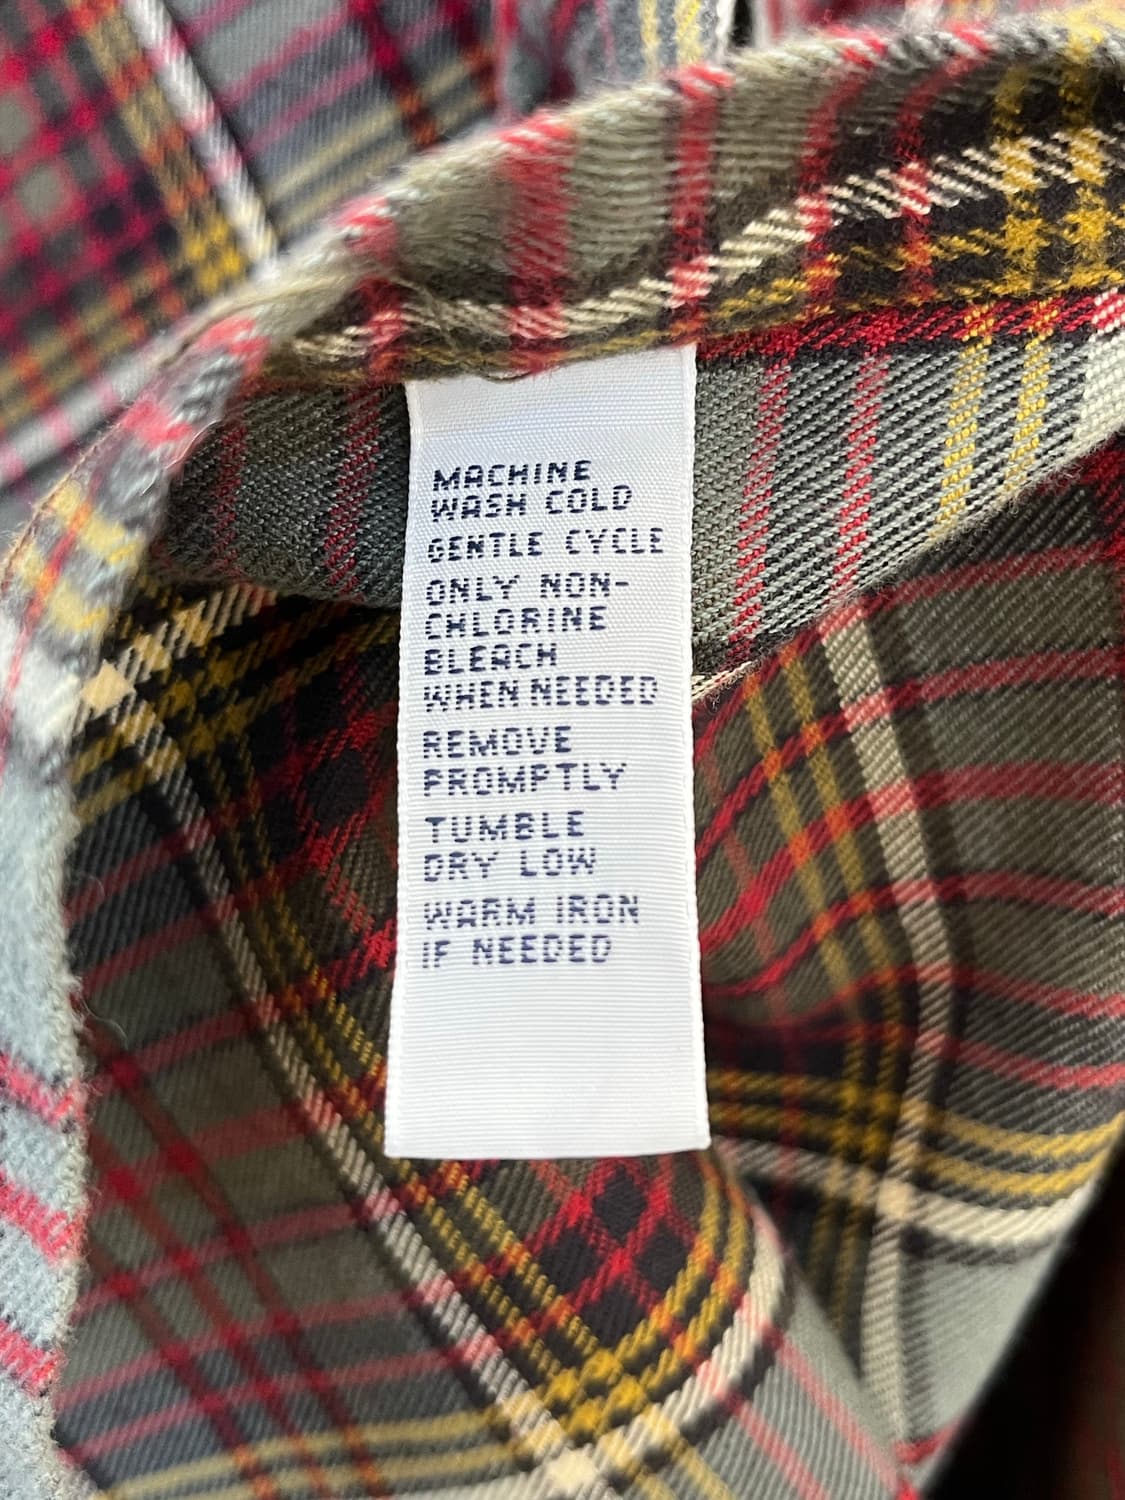 MACHINE
WASH COLD
GENTLE CYCLE
ONLY NON-
CHLORINE
BLEACH
WHEN NEEDED
REMOVE
PROMPTLY
TUMBLE
DRY LOW
WARM IRON
IF NEEDED